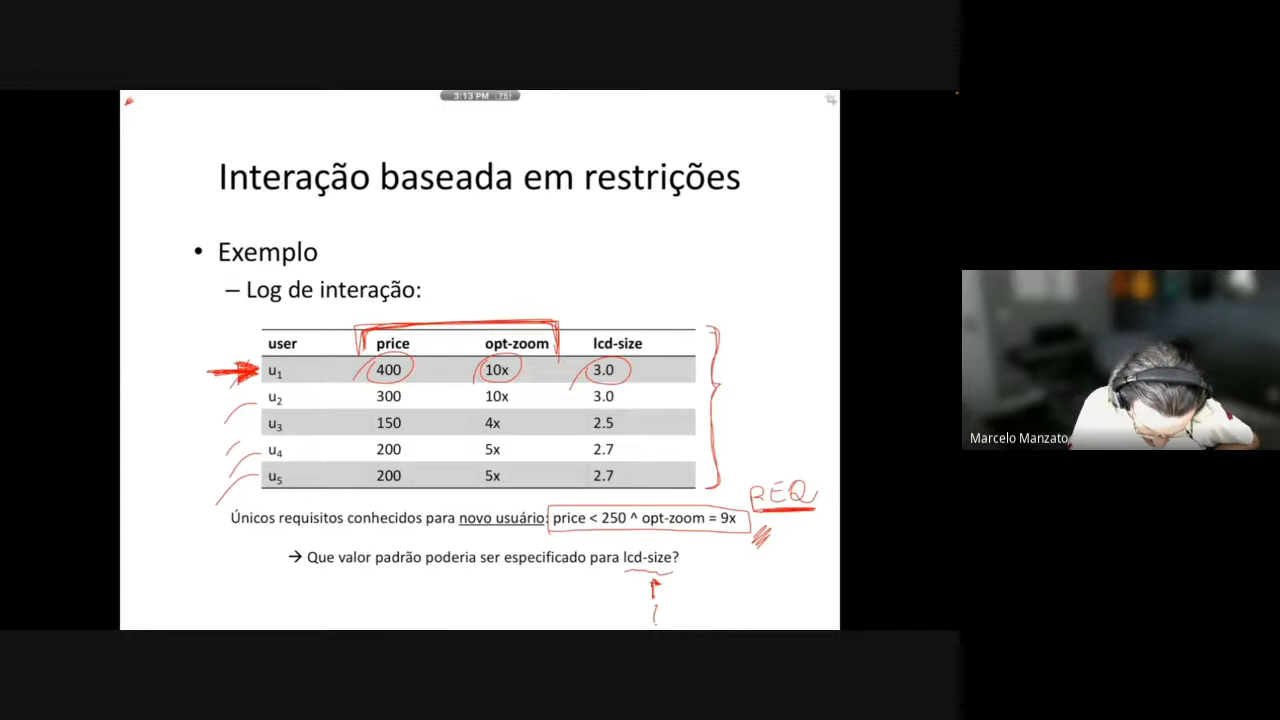 3:13 PM (75)
Interação baseada em restrições
• Exemplo
– Log de interação:
user price opt-zoom lcd-size
u1 400 10x 3.0
u2 300 10x 3.0
u3 150 4x 2.5
u4 200 5x 2.7
u5 200 5x 2.7
REQ
Únicos requisitos conhecidos para novo usuário: price < 250 ^ opt-zoom = 9x
→ Que valor padrão poderia ser especificado para lcd-size?
Marcelo Manzato